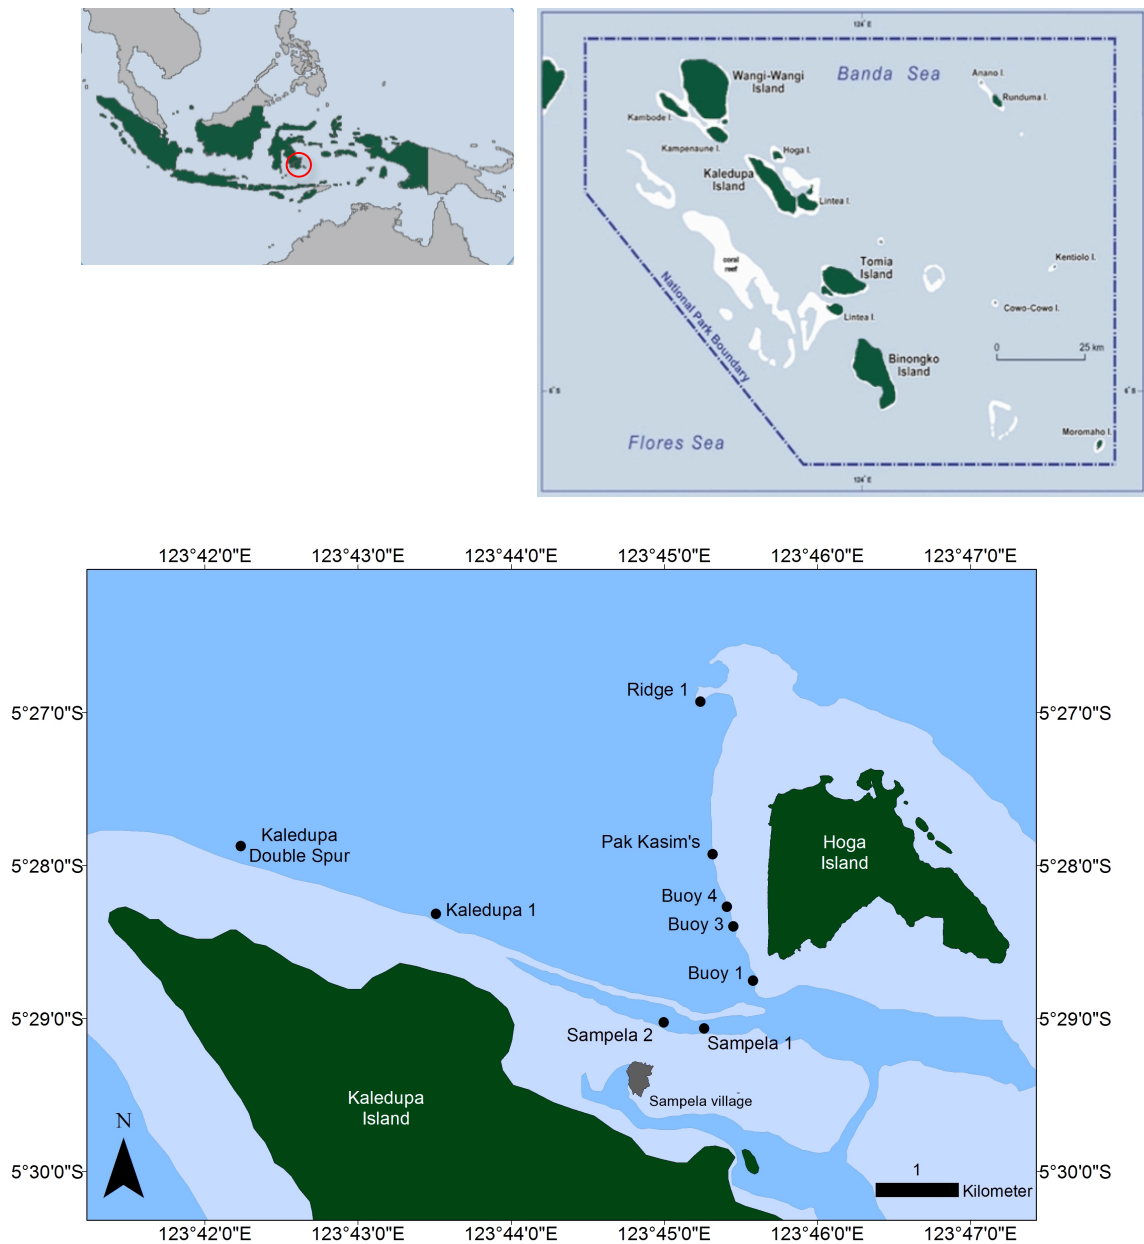 124° E
Banda Sea
Wangi-Wangi
Island
Anano I.
Runduma I.
Kambode I.
Kampenaune I.
Hoga I.
Kaledupa
Island
Lintea I.
coral
reef
Tomia
Island
Kentiolo I.
National Park Boundary
Cowo-Cowo I.
Lintea I.
0 25 km
Binongko
Island
6° S
6° S
Flores Sea
Moromaho I.
124° E
123°42'0"E 123°43'0"E 123°44'0"E 123°45'0"E 123°46'0"E 123°47'0"E
Ridge 1
5°27'0"S
5°27'0"S
Kaledupa
Double Spur
Pak Kasim's
Hoga
Island
5°28'0"S
5°28'0"S
Buoy 4
Kaledupa 1
Buoy 3
Buoy 1
5°29'0"S
5°29'0"S
Sampela 2
Sampela 1
Kaledupa
Island
Sampela village
N
5°30'0"S
5°30'0"S
1
Kilometer
123°42'0"E 123°43'0"E 123°44'0"E 123°45'0"E 123°46'0"E 123°47'0"E